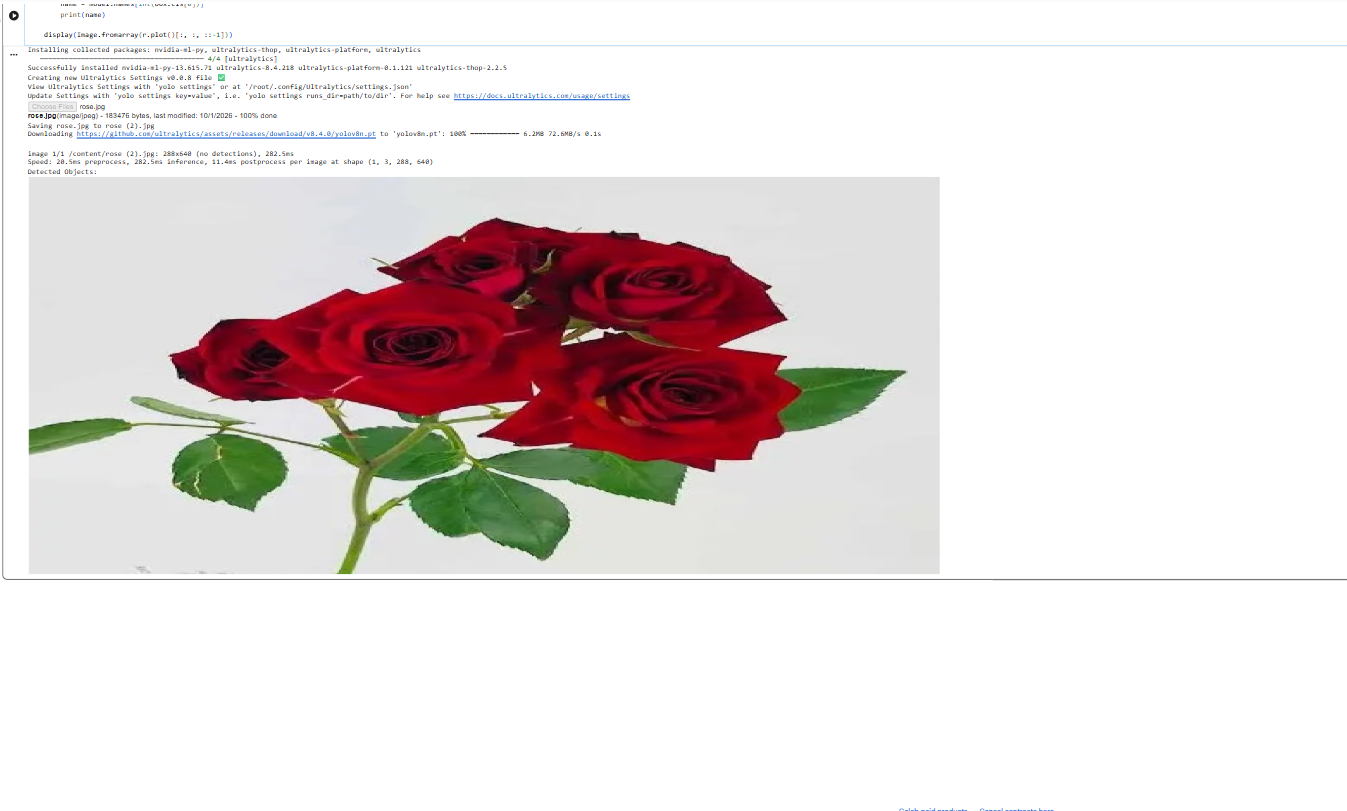 name = model.names[int(box.cls[0])]
print(name)
display(Image.fromarray(r.plot()[:, :, ::-1]))
Installing collected packages: nvidia-ml-py, ultralytics-thop, ultralytics-platform, ultralytics
4/4 [ultralytics]
Successfully installed nvidia-ml-py-13.615.71 ultralytics-8.4.218 ultralytics-platform-0.1.121 ultralytics-thop-2.2.5
Creating new Ultralytics Settings v0.0.8 file ✅
View Ultralytics Settings with 'yolo settings' or at '/root/.config/Ultralytics/settings.json'
Update Settings with 'yolo settings key=value', i.e. 'yolo settings runs_dir=path/to/dir'. For help see https://docs.ultralytics.com/usage/settings
Choose Files rose.jpg
rose.jpg(image/jpeg) - 183476 bytes, last modified: 10/1/2026 - 100% done
Saving rose.jpg to rose (2).jpg
Downloading https://github.com/ultralytics/assets/releases/download/v8.4.0/yolov8n.pt to 'yolov8n.pt': 100% ━━━━━━━━━━━━ 6.2MB 72.6MB/s 0.1s
image 1/1 /content/rose (2).jpg: 288x640 (no detections), 282.5ms
Speed: 20.5ms preprocess, 282.5ms inference, 11.4ms postprocess per image at shape (1, 3, 288, 640)
Detected Objects:
Colab paid products - Cancel contracts here